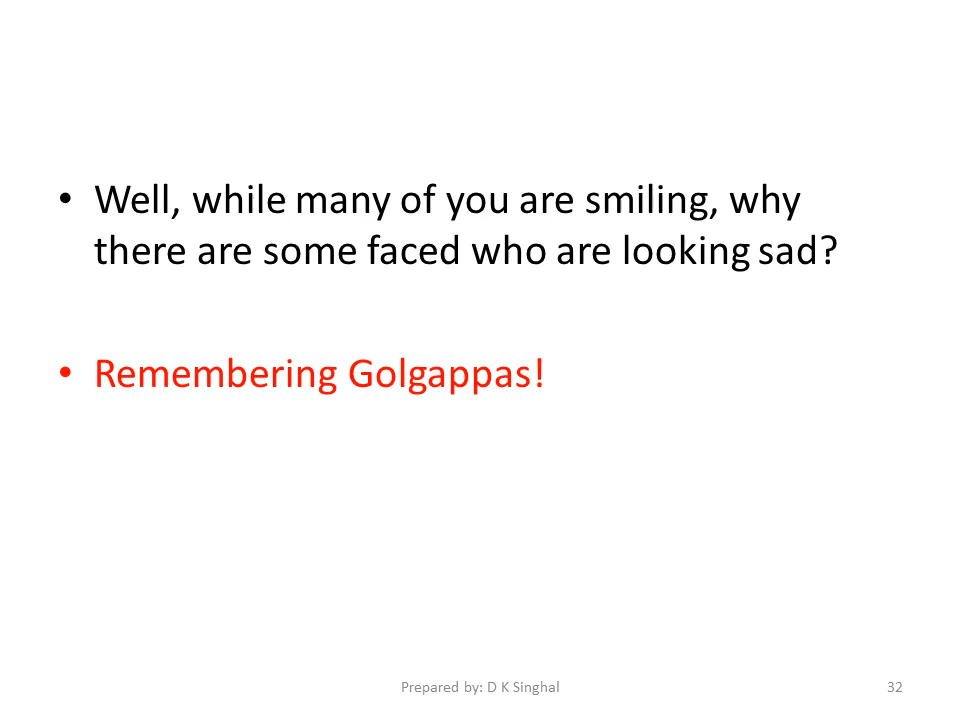 • Well, while many of you are smiling, why
there are some faced who are looking sad?
• Remembering Golgappas!
Prepared by: D K Singhal
32